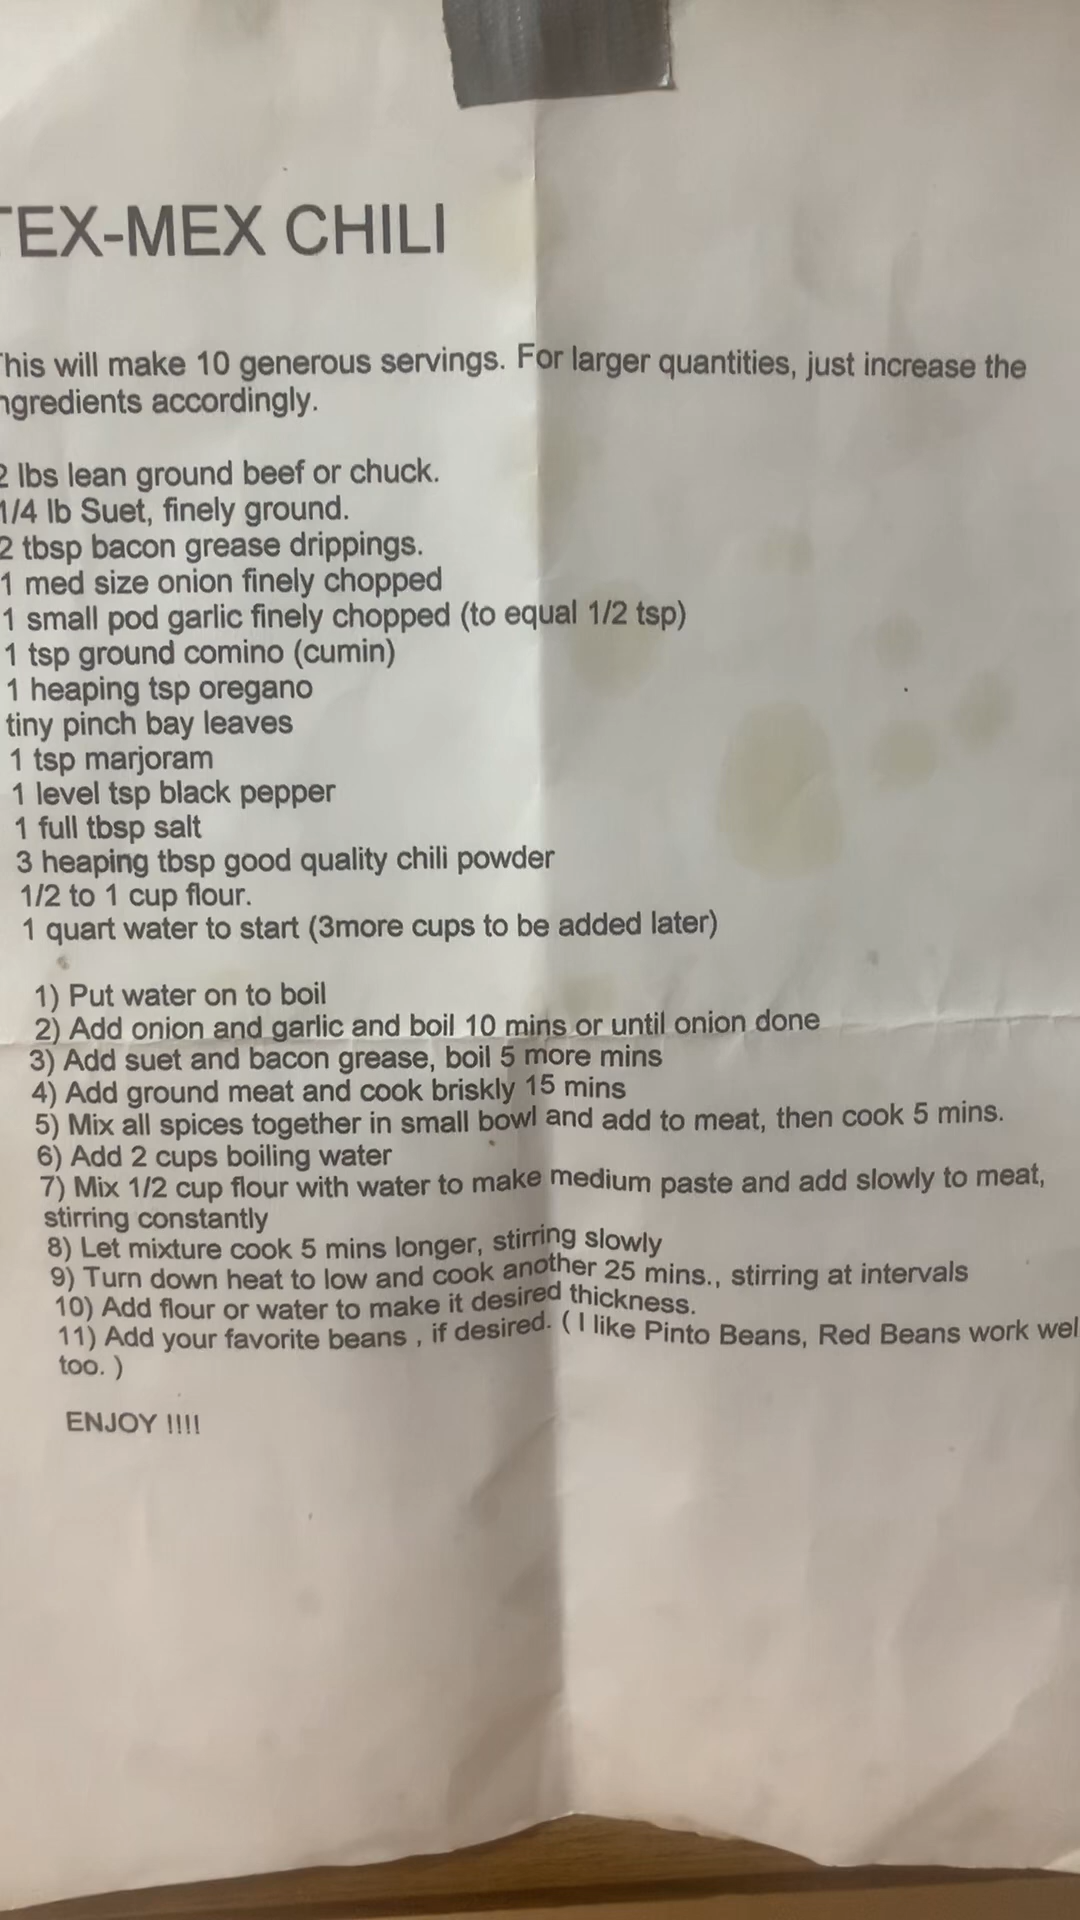 TEX-MEX CHILI
This will make 10 generous servings. For larger quantities, just increase the
ingredients accordingly.
2 lbs lean ground beef or chuck.
1/4 lb Suet, finely ground.
2 tbsp bacon grease drippings.
1 med size onion finely chopped
1 small pod garlic finely chopped (to equal 1/2 tsp)
1 tsp ground comino (cumin)
1 heaping tsp oregano
tiny pinch bay leaves
1 tsp marjoram
1 level tsp black pepper
1 full tbsp salt
3 heaping tbsp good quality chili powder
1/2 to 1 cup flour.
1 quart water to start (3more cups to be added later)
1) Put water on to boil
2) Add onion and garlic and boil 10 mins or until onion done
3) Add suet and bacon grease, boil 5 more mins
4) Add ground meat and cook briskly 15 mins
5) Mix all spices together in small bowl and add to meat, then cook 5 mins.
6) Add 2 cups boiling water
7) Mix 1/2 cup flour with water to make medium paste and add slowly to meat,
stirring constantly
8) Let mixture cook 5 mins longer, stirring slowly
9) Turn down heat to low and cook another 25 mins., stirring at intervals
10) Add flour or water to make it desired thickness.
11) Add your favorite beans , if desired. ( I like Pinto Beans, Red Beans work wel
too. )
ENJOY !!!!